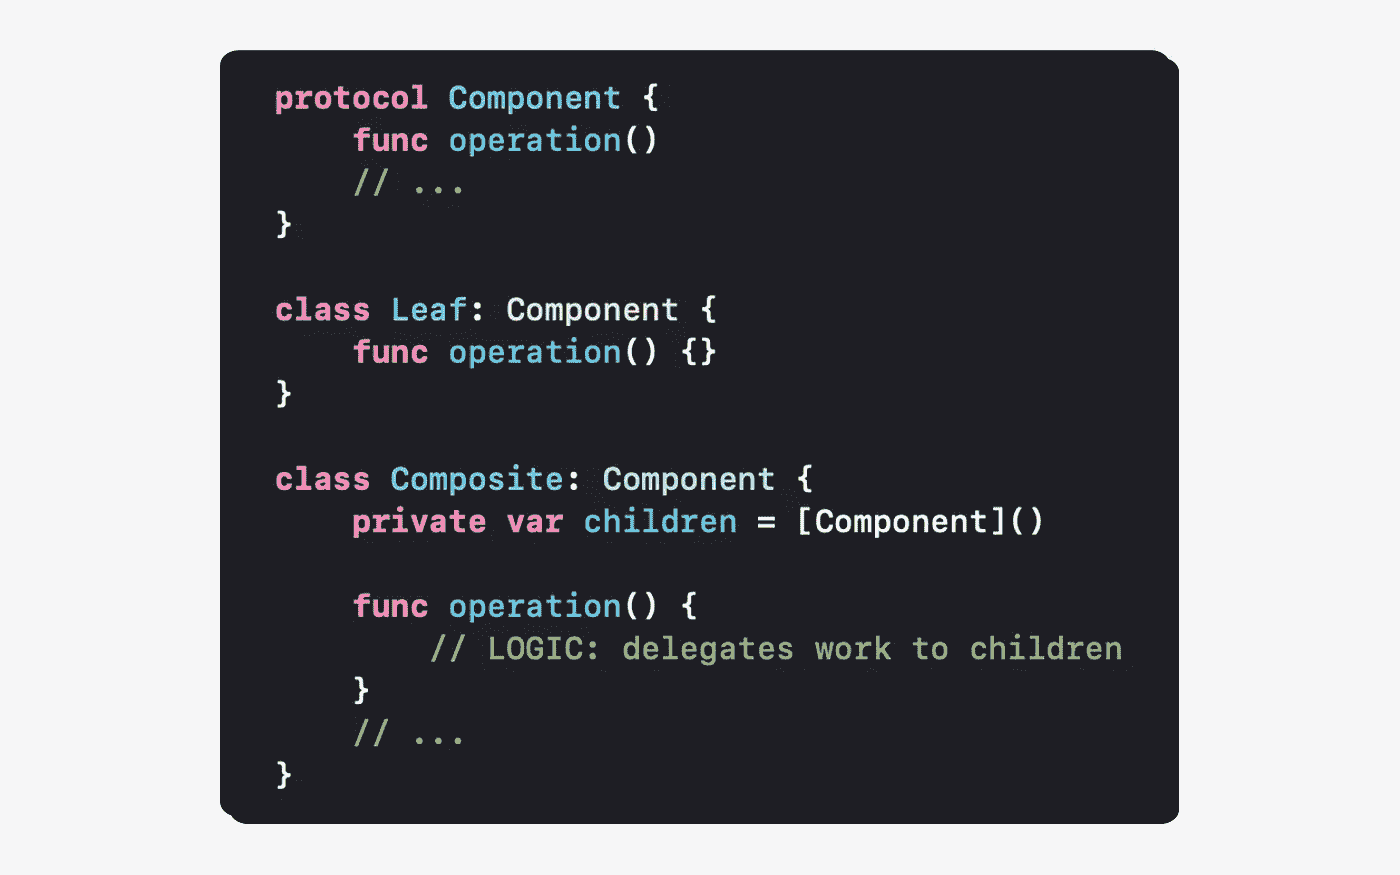 protocol Component {
    func operation()
    // ...
}

class Leaf: Component {
    func operation() {}
}

class Composite: Component {
    private var children = [Component]()

    func operation() {
        // LOGIC: delegates work to children
    }
    // ...
}